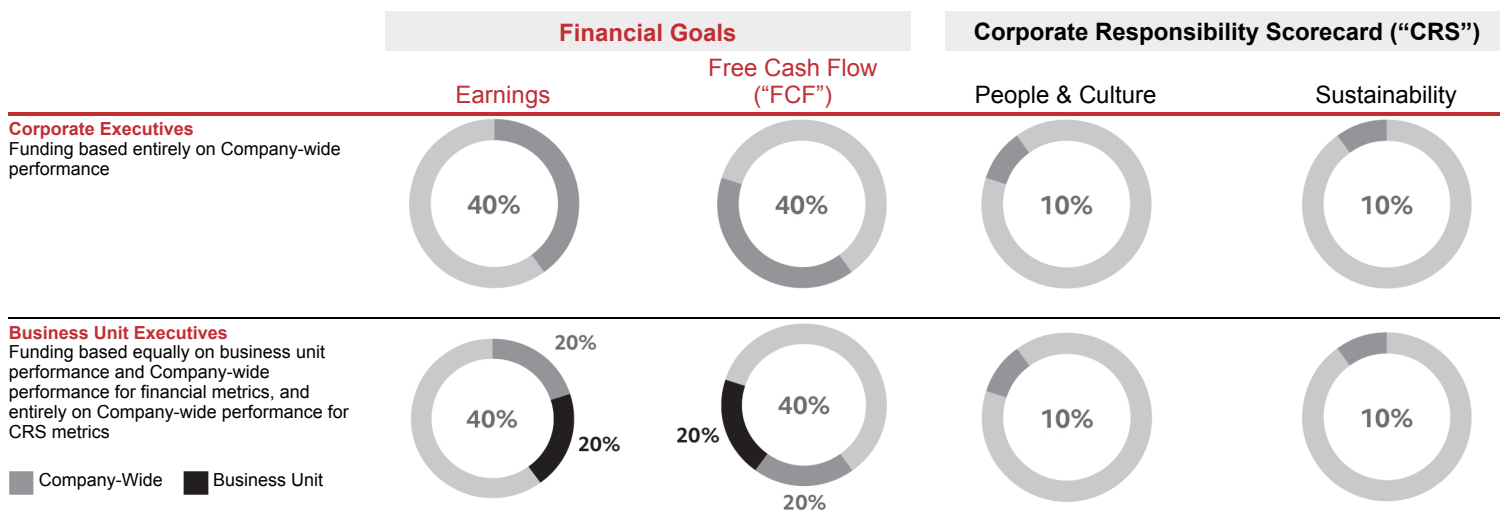 Financial Goals
Corporate Responsibility Scorecard (“CRS”)
Earnings
Free Cash Flow
(“FCF”)
People & Culture
Sustainability
Corporate Executives
Funding based entirely on Company-wide
performance
40%
40%
10%
10%
Business Unit Executives
Funding based equally on business unit
performance and Company-wide
performance for financial metrics, and
entirely on Company-wide performance for
CRS metrics
20%
40%
20%
40%
20%
20%
10%
10%
Company-Wide
Business Unit